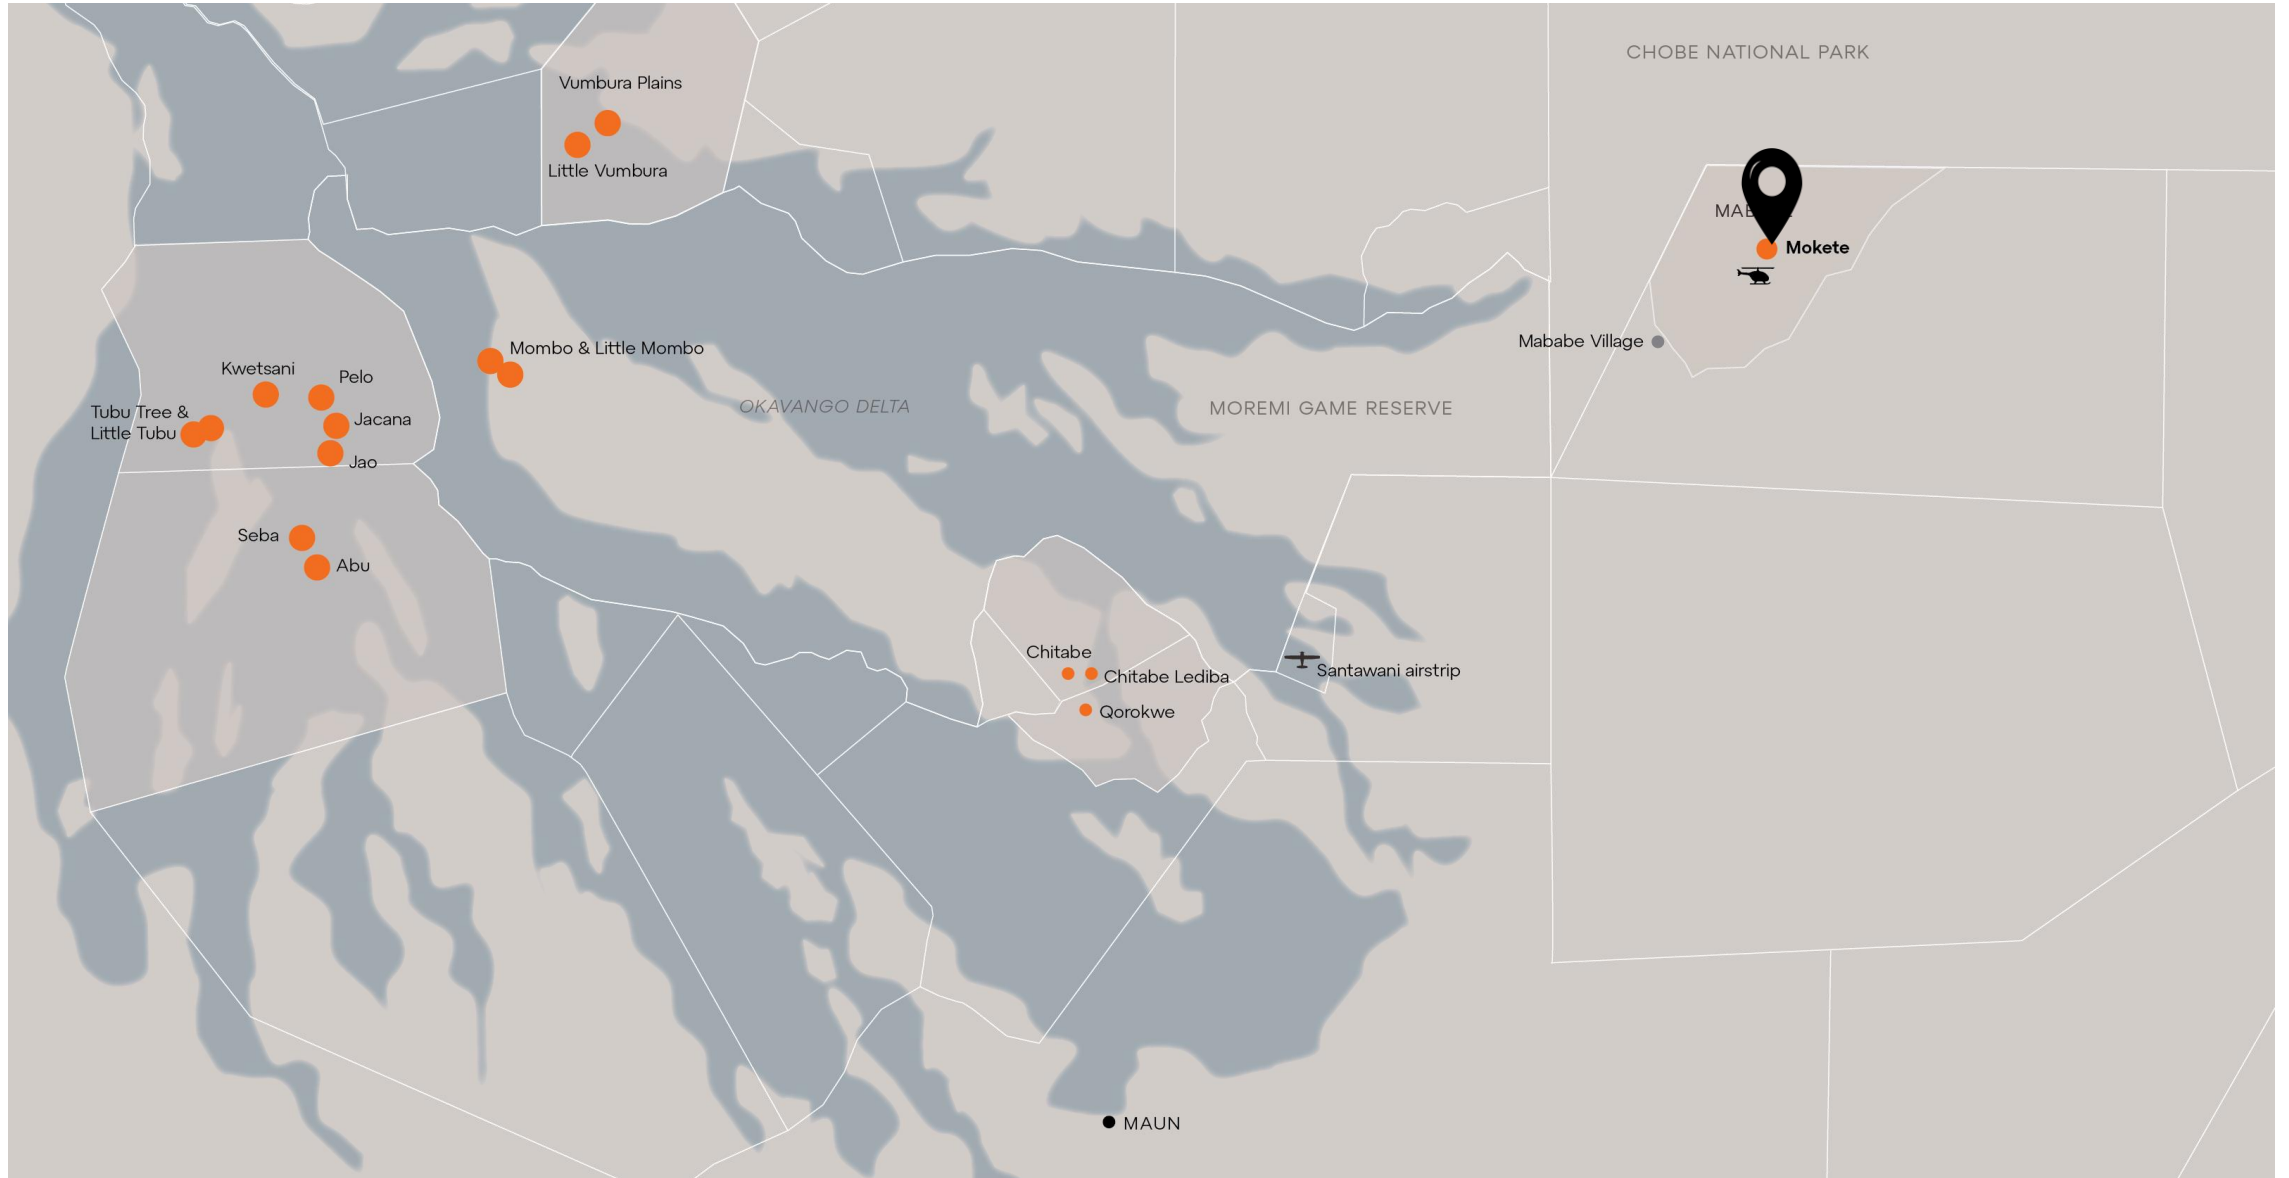 CHOBE NATIONAL PARK
Vumbura Plains
Little Vumbura
Mokete
Mababe Village
Mombo & Little Mombo
Kwetsani
Pelo
OKAVANGO DELTA
MOREMI GAME RESERVE
Tubu Tree &
Little Tubu
Jacana
Jao
Seba
Abu
Chitabe
Chitabe Lediba
Santawani airstrip
Qorokwe
MAUN